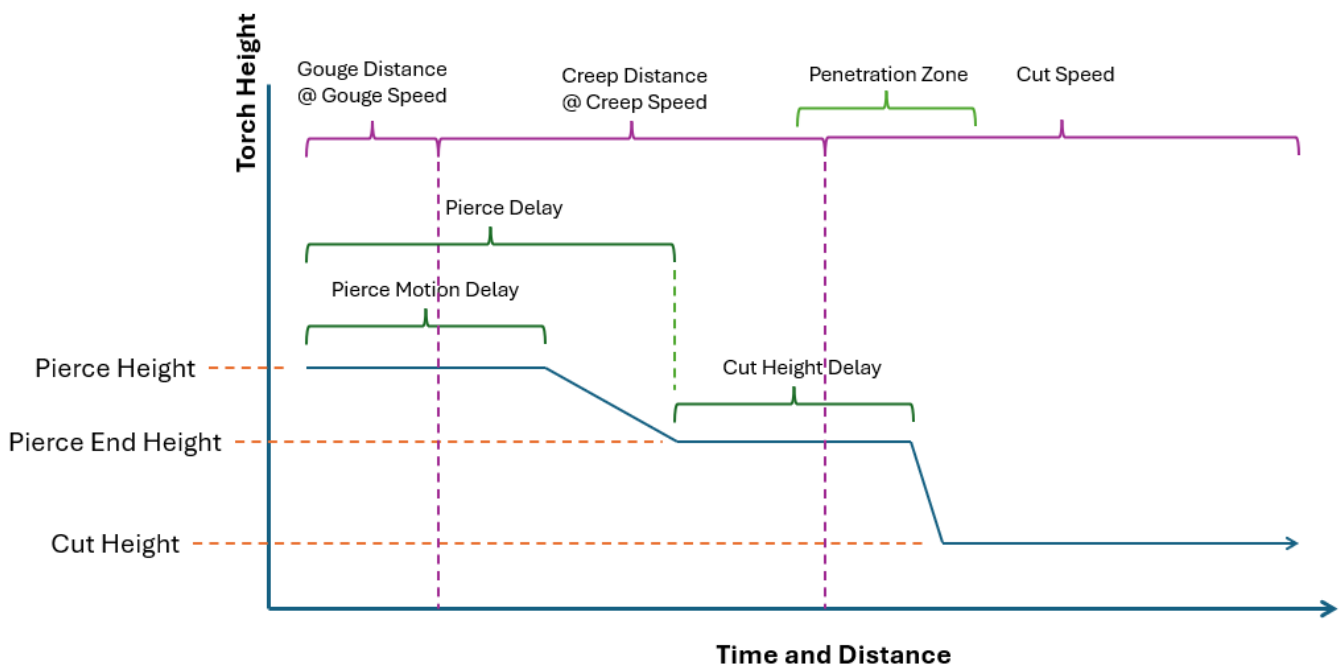 Torch Height
Gouge Distance
@ Gouge Speed
Creep Distance
@ Creep Speed
Penetration Zone
Cut Speed
Pierce Delay
Pierce Motion Delay
Pierce Height
Cut Height Delay
Pierce End Height
Cut Height
Time and Distance